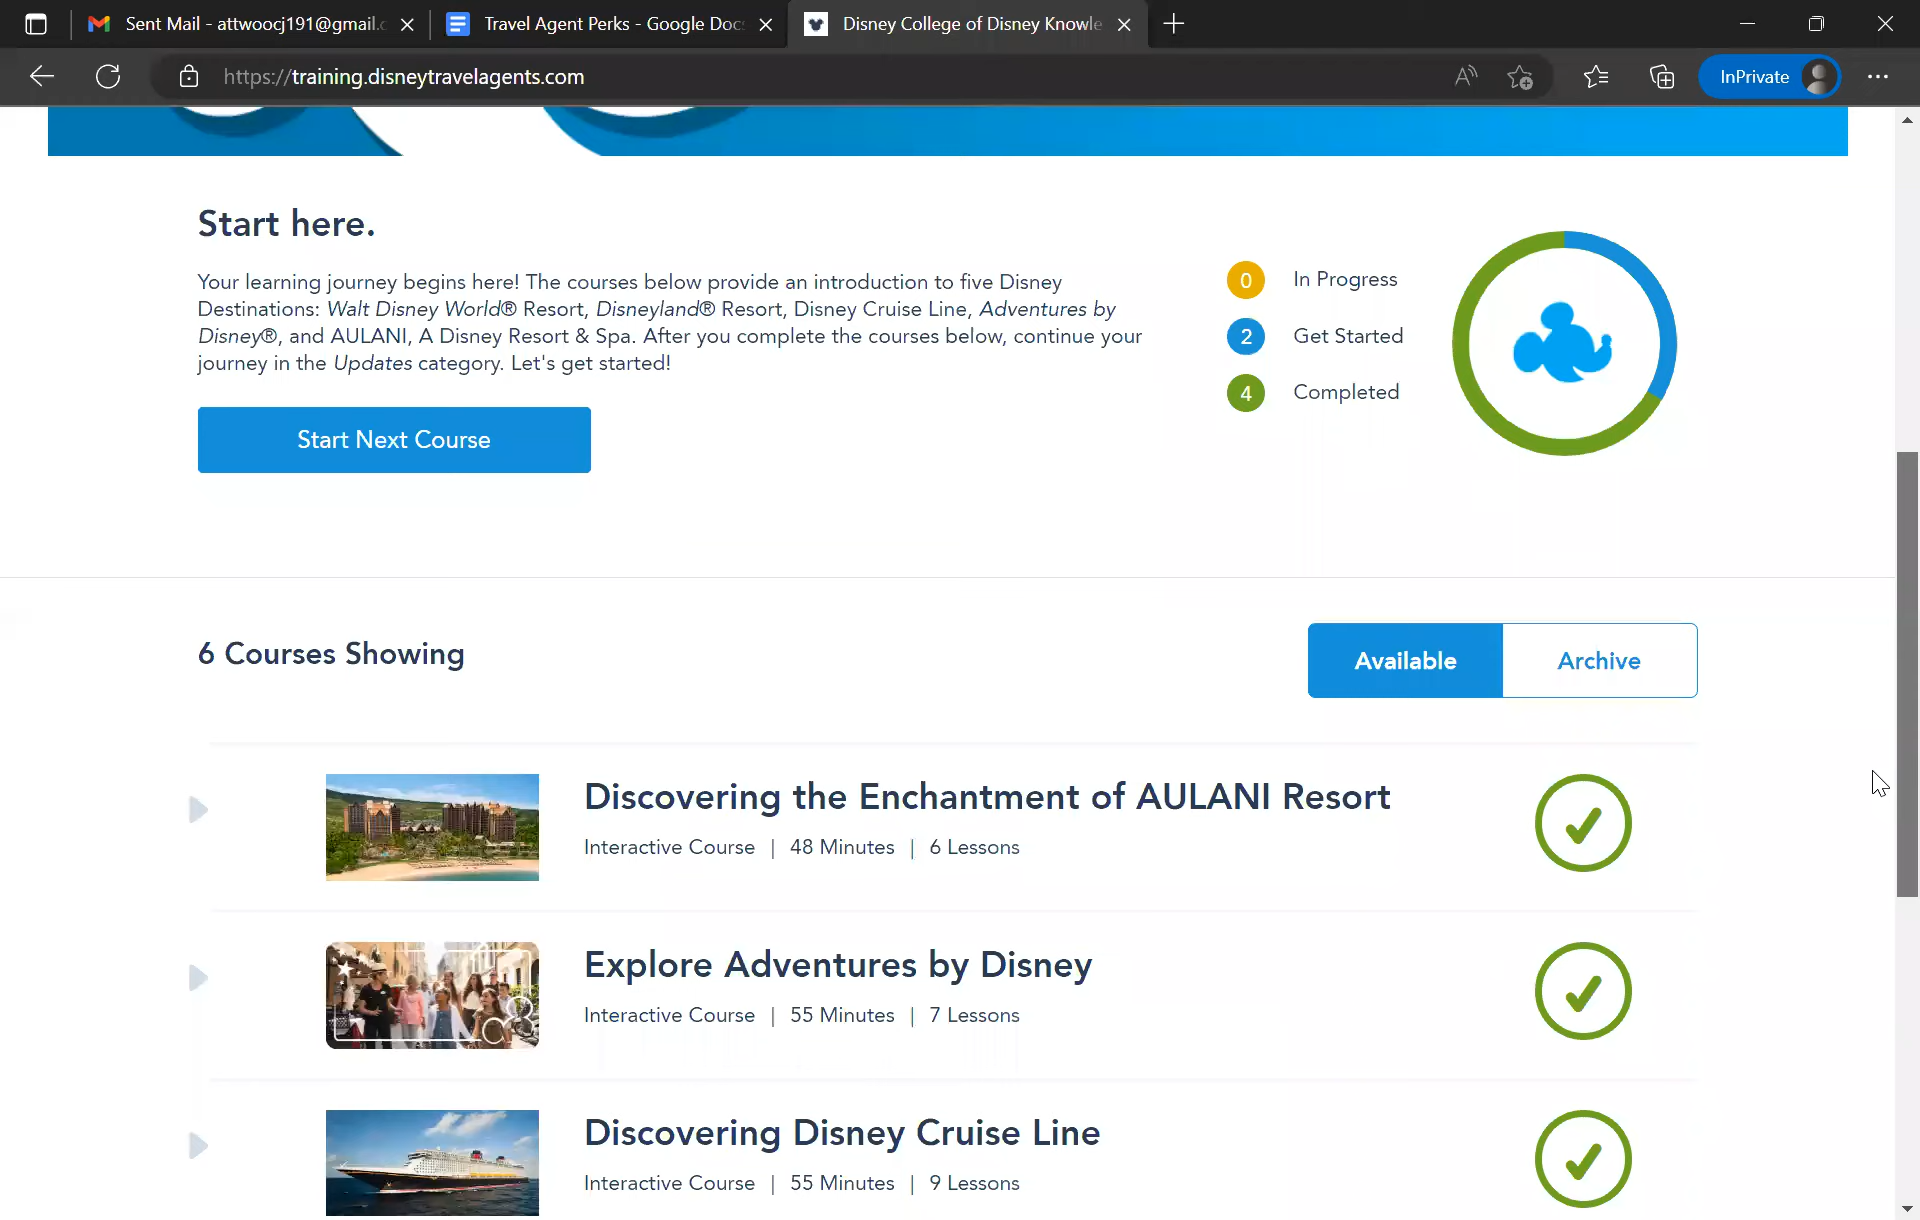 Sent Mail - attwoocj191@gmail.c
Travel Agent Perks - Google Doc
Disney College of Disney Knowle
https://training.disneytravelagents.com
InPrivate
Start here.
Your learning journey begins here! The courses below provide an introduction to five Disney
Destinations: Walt Disney World® Resort, Disneyland® Resort, Disney Cruise Line, Adventures by
Disney®, and AULANI, A Disney Resort & Spa. After you complete the courses below, continue your
journey in the Updates category. Let's get started!
Start Next Course
0 In Progress
2 Get Started
4 Completed
6 Courses Showing
Available
Archive
Discovering the Enchantment of AULANI Resort
Interactive Course | 48 Minutes | 6 Lessons
Explore Adventures by Disney
Interactive Course | 55 Minutes | 7 Lessons
Discovering Disney Cruise Line
Interactive Course | 55 Minutes | 9 Lessons